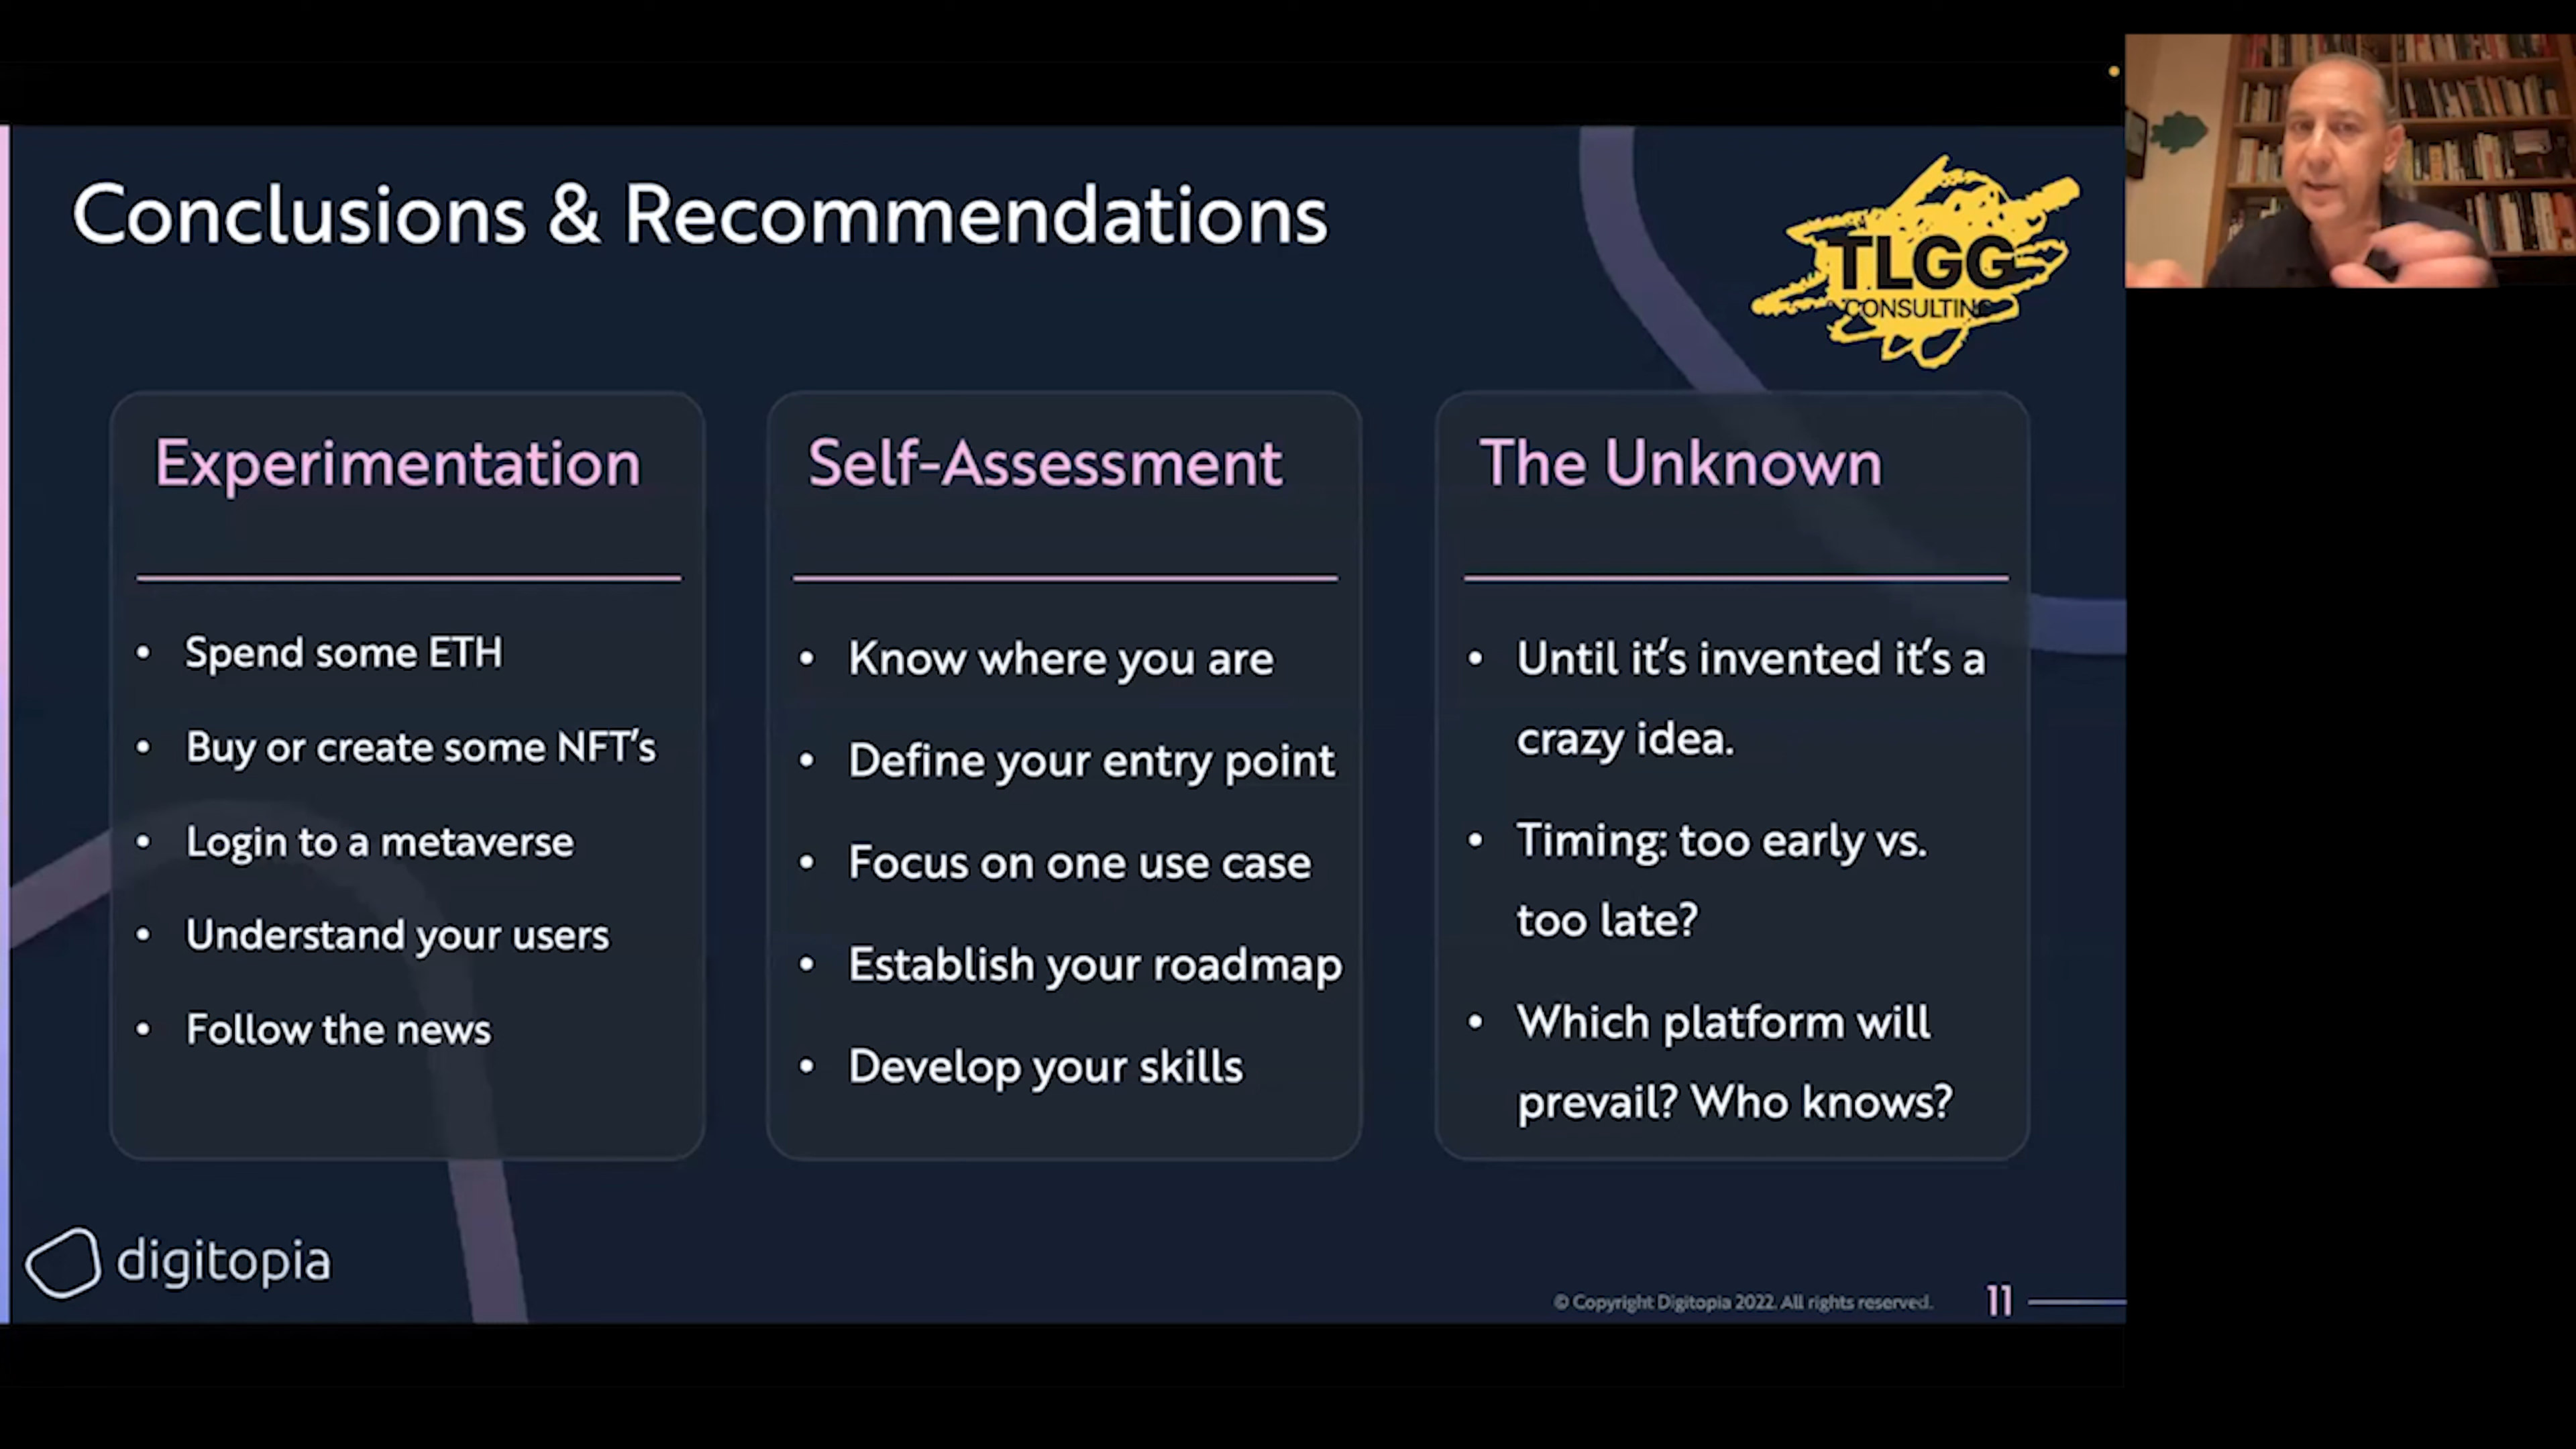 Conclusions & Recommendations
TLGG
CONSULTING
Experimentation
• Spend some ETH
• Buy or create some NFT’s
• Login to a metaverse
• Understand your users
• Follow the news
Self-Assessment
• Know where you are
• Define your entry point
• Focus on one use case
• Establish your roadmap
• Develop your skills
The Unknown
• Until it’s invented it’s a
crazy idea.
• Timing: too early vs.
too late?
• Which platform will
prevail? Who knows?
digitopia
© Copyright Digitopia 2022. All rights reserved.
11